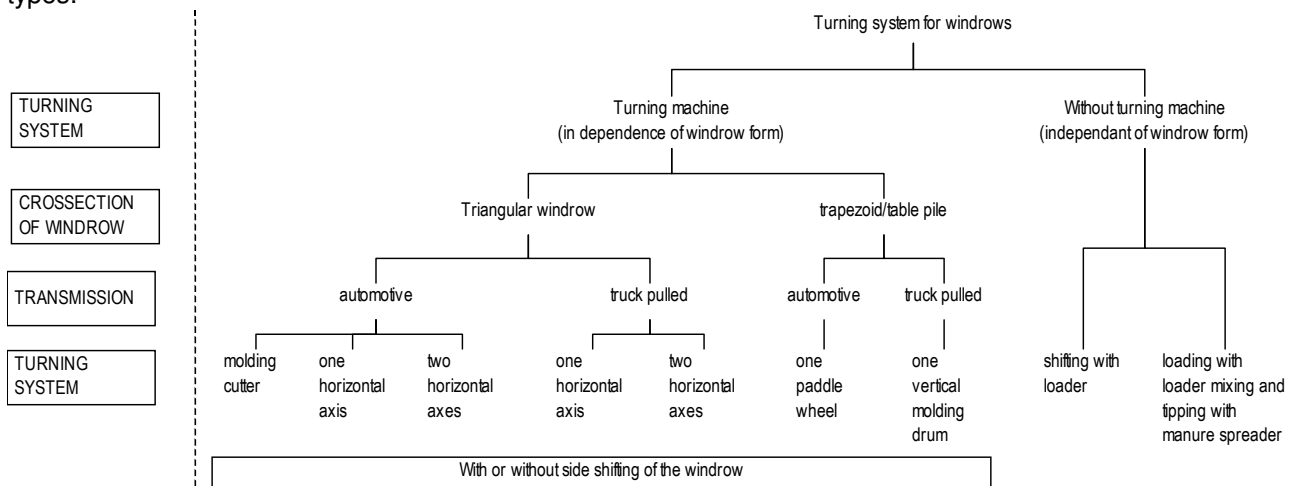 types.
Turning system for windrows
TURNING
SYSTEM
Turning machine
(in dependence of windrow form)
Without turning machine
(independant of windrow form)
CROSSECTION
OF WINDROW
Triangular windrow
trapezoid/table pile
TRANSMISSION
automotive
truck pulled
automotive
truck pulled
TURNING
SYSTEM
molding
cutter
one
horizontal
axis
two
horizontal
axes
one
horizontal
axis
two
horizontal
axes
one
paddle
wheel
one
vertical
molding
drum
shifting with
loader
loading with
loader mixing and
tipping with
manure spreader
With or without side shifting of the windrow